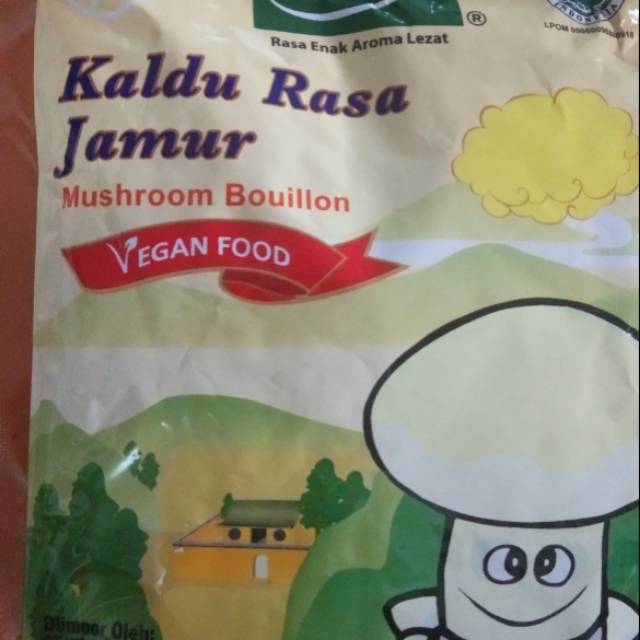 ®
Rasa Enak Aroma Lezat
Kaldu Rasa
Jamur
Mushroom Bouillon
VEGAN FOOD